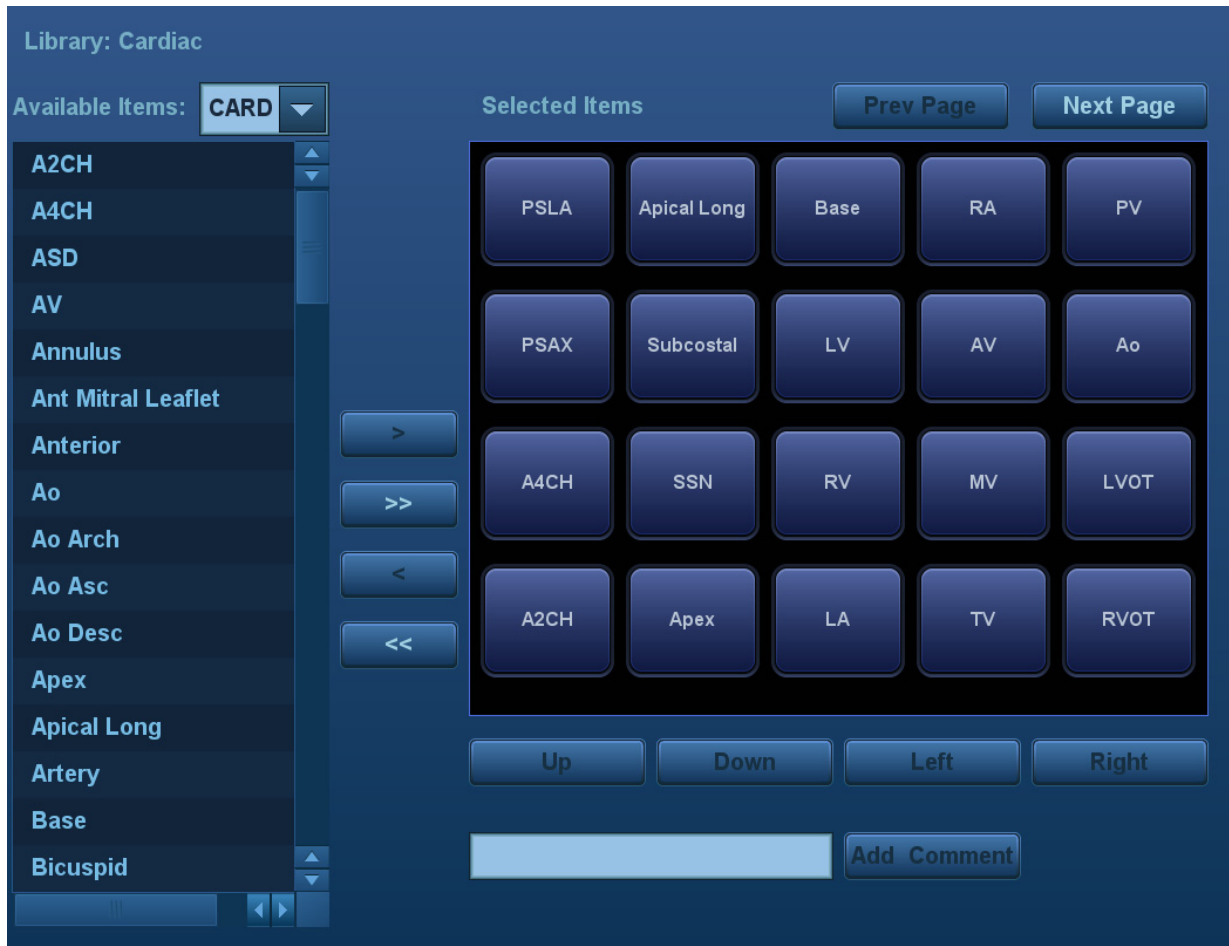 Library: Cardiac
Available Items: CARD
A2CH
A4CH
ASD
AV
Annulus
Ant Mitral Leaflet
Anterior
Ao
Ao Arch
Ao Asc
Ao Desc
Apex
Apical Long
Artery
Base
Bicuspid
>
>>
<
<<
Selected Items Prev Page Next Page
PSLA Apical Long Base RA PV
PSAX Subcostal LV AV Ao
A4CH SSN RV MV LVOT
A2CH Apex LA TV RVOT
Up Down Left Right
Add Comment